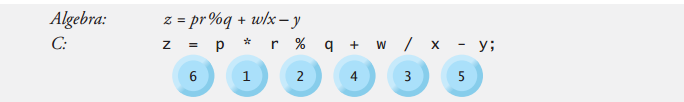 Algebra: z = pr%q + w/x – y
C: z = p * r % q + w / x - y;
6 1 2 4 3 5